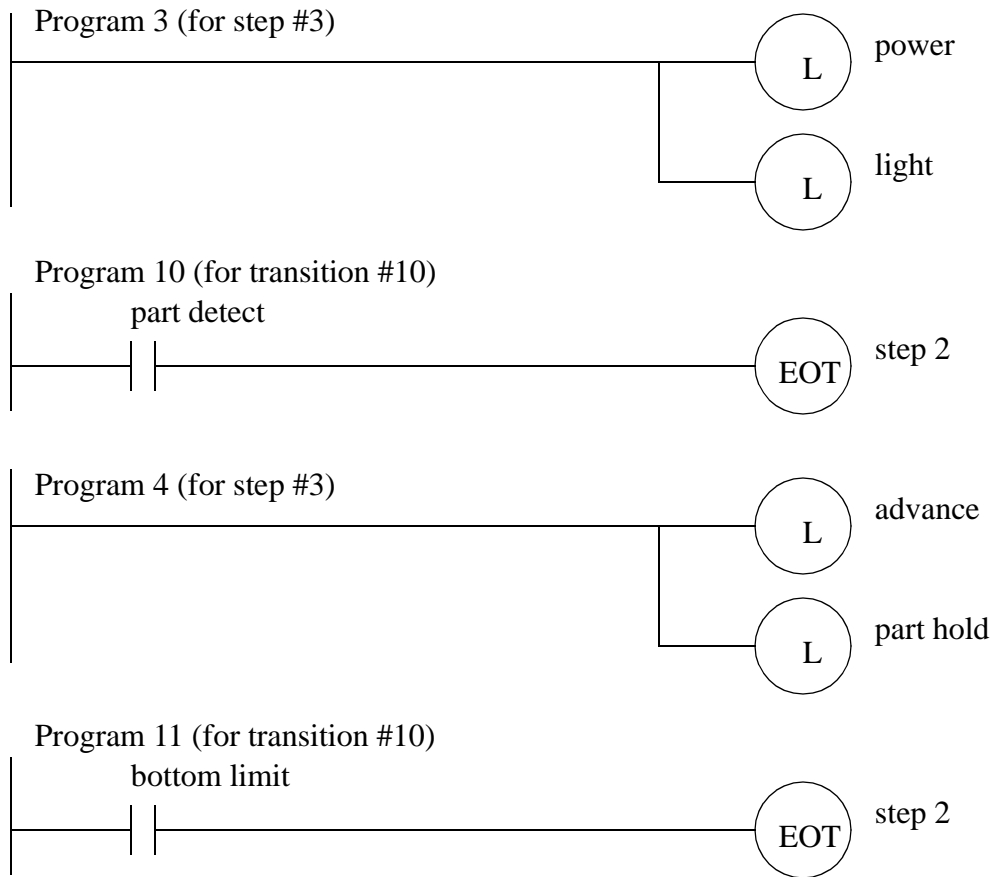 Program 3 (for step #3)
L
power
L
light
Program 10 (for transition #10)
part detect
EOT
step 2
Program 4 (for step #3)
L
advance
L
part hold
Program 11 (for transition #10)
bottom limit
EOT
step 2